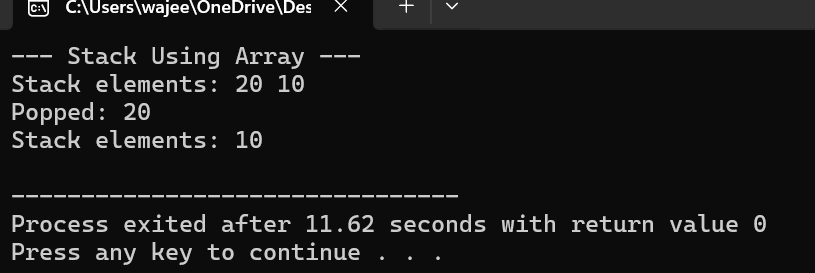 C:\Users\wajee\OneDrive\Des
--- Stack Using Array ---
Stack elements: 20 10
Popped: 20
Stack elements: 10
--------------------------------
Process exited after 11.62 seconds with return value 0
Press any key to continue . . .